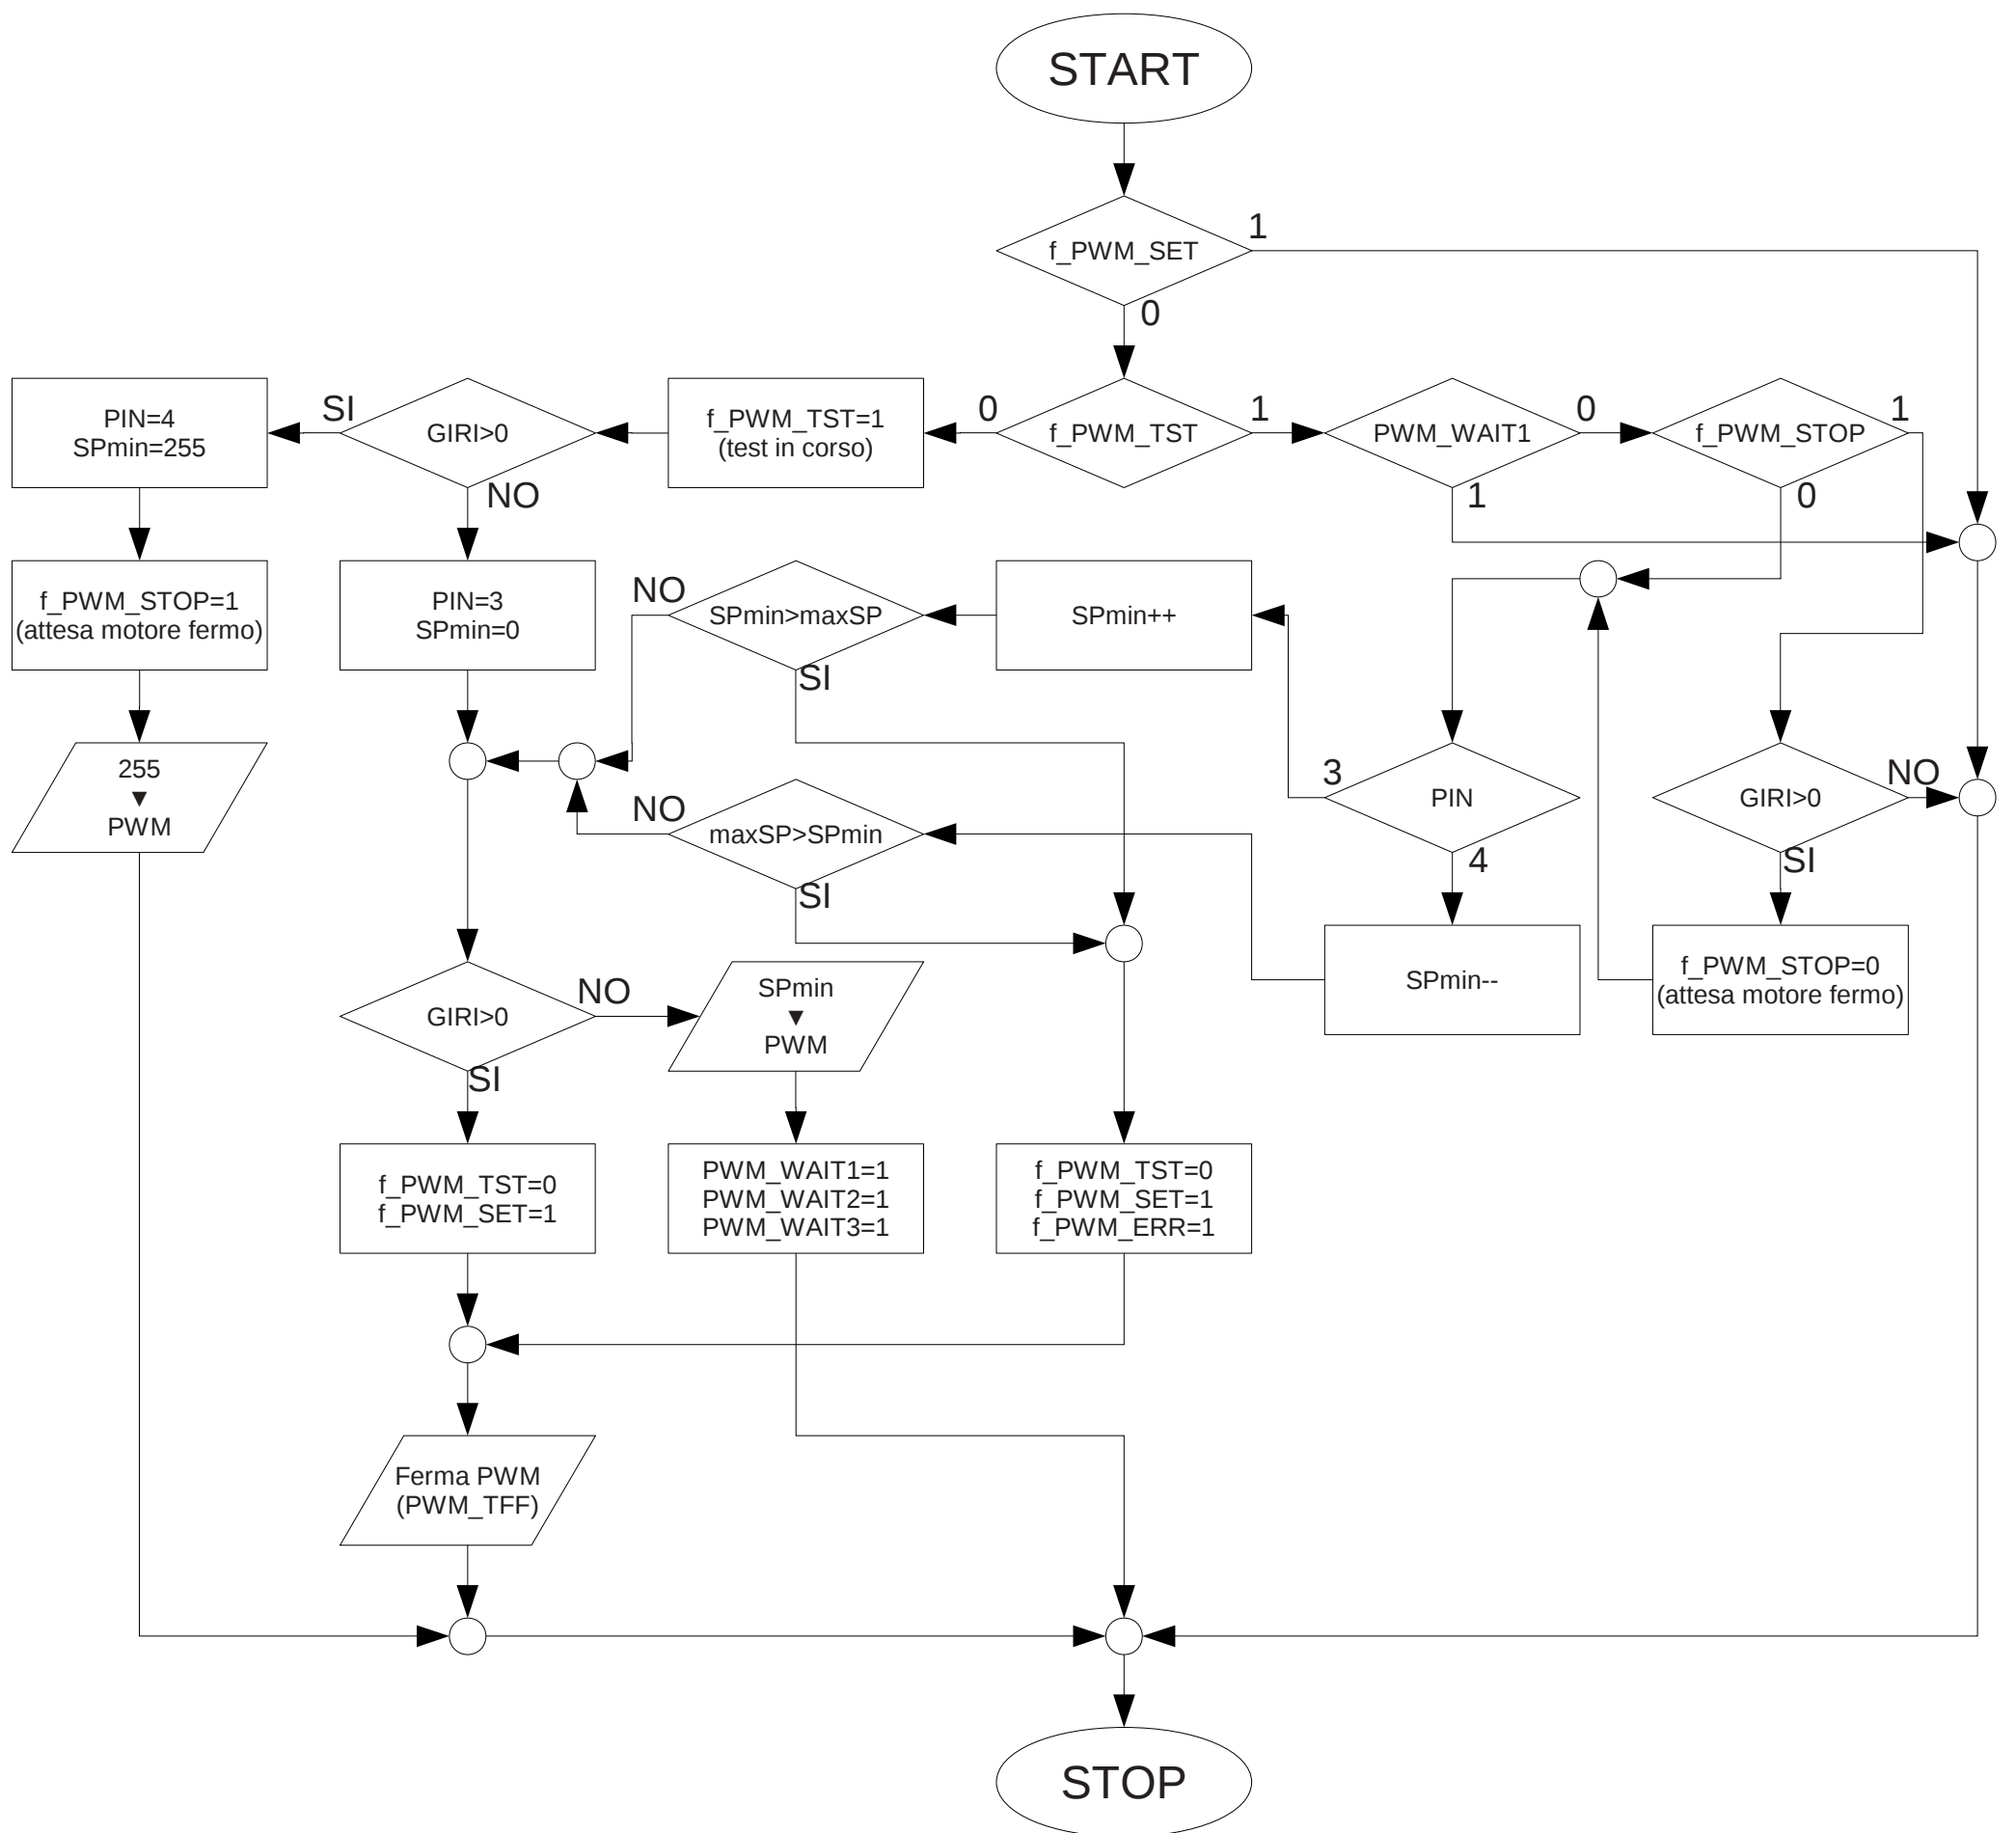 START
f_PWM_SET
1
0
PIN=4
SPmin=255
SI
GIRI>0
NO
f_PWM_TST=1
(test in corso)
0
f_PWM_TST
1
PWM_WAIT1
0
1
f_PWM_STOP
1
0
f_PWM_STOP=1
(attesa motore fermo)
PIN=3
SPmin=0
NO
SPmin>maxSP
SI
SPmin++
255
▼
PWM
NO
maxSP>SPmin
SI
3
PIN
4
GIRI>0
NO
SI
SPmin--
f_PWM_STOP=0
(attesa motore fermo)
GIRI>0
NO
SI
SPmin
▼
PWM
f_PWM_TST=0
f_PWM_SET=1
PWM_WAIT1=1
PWM_WAIT2=1
PWM_WAIT3=1
f_PWM_TST=0
f_PWM_SET=1
f_PWM_ERR=1
Ferma PWM
(PWM_TFF)
STOP